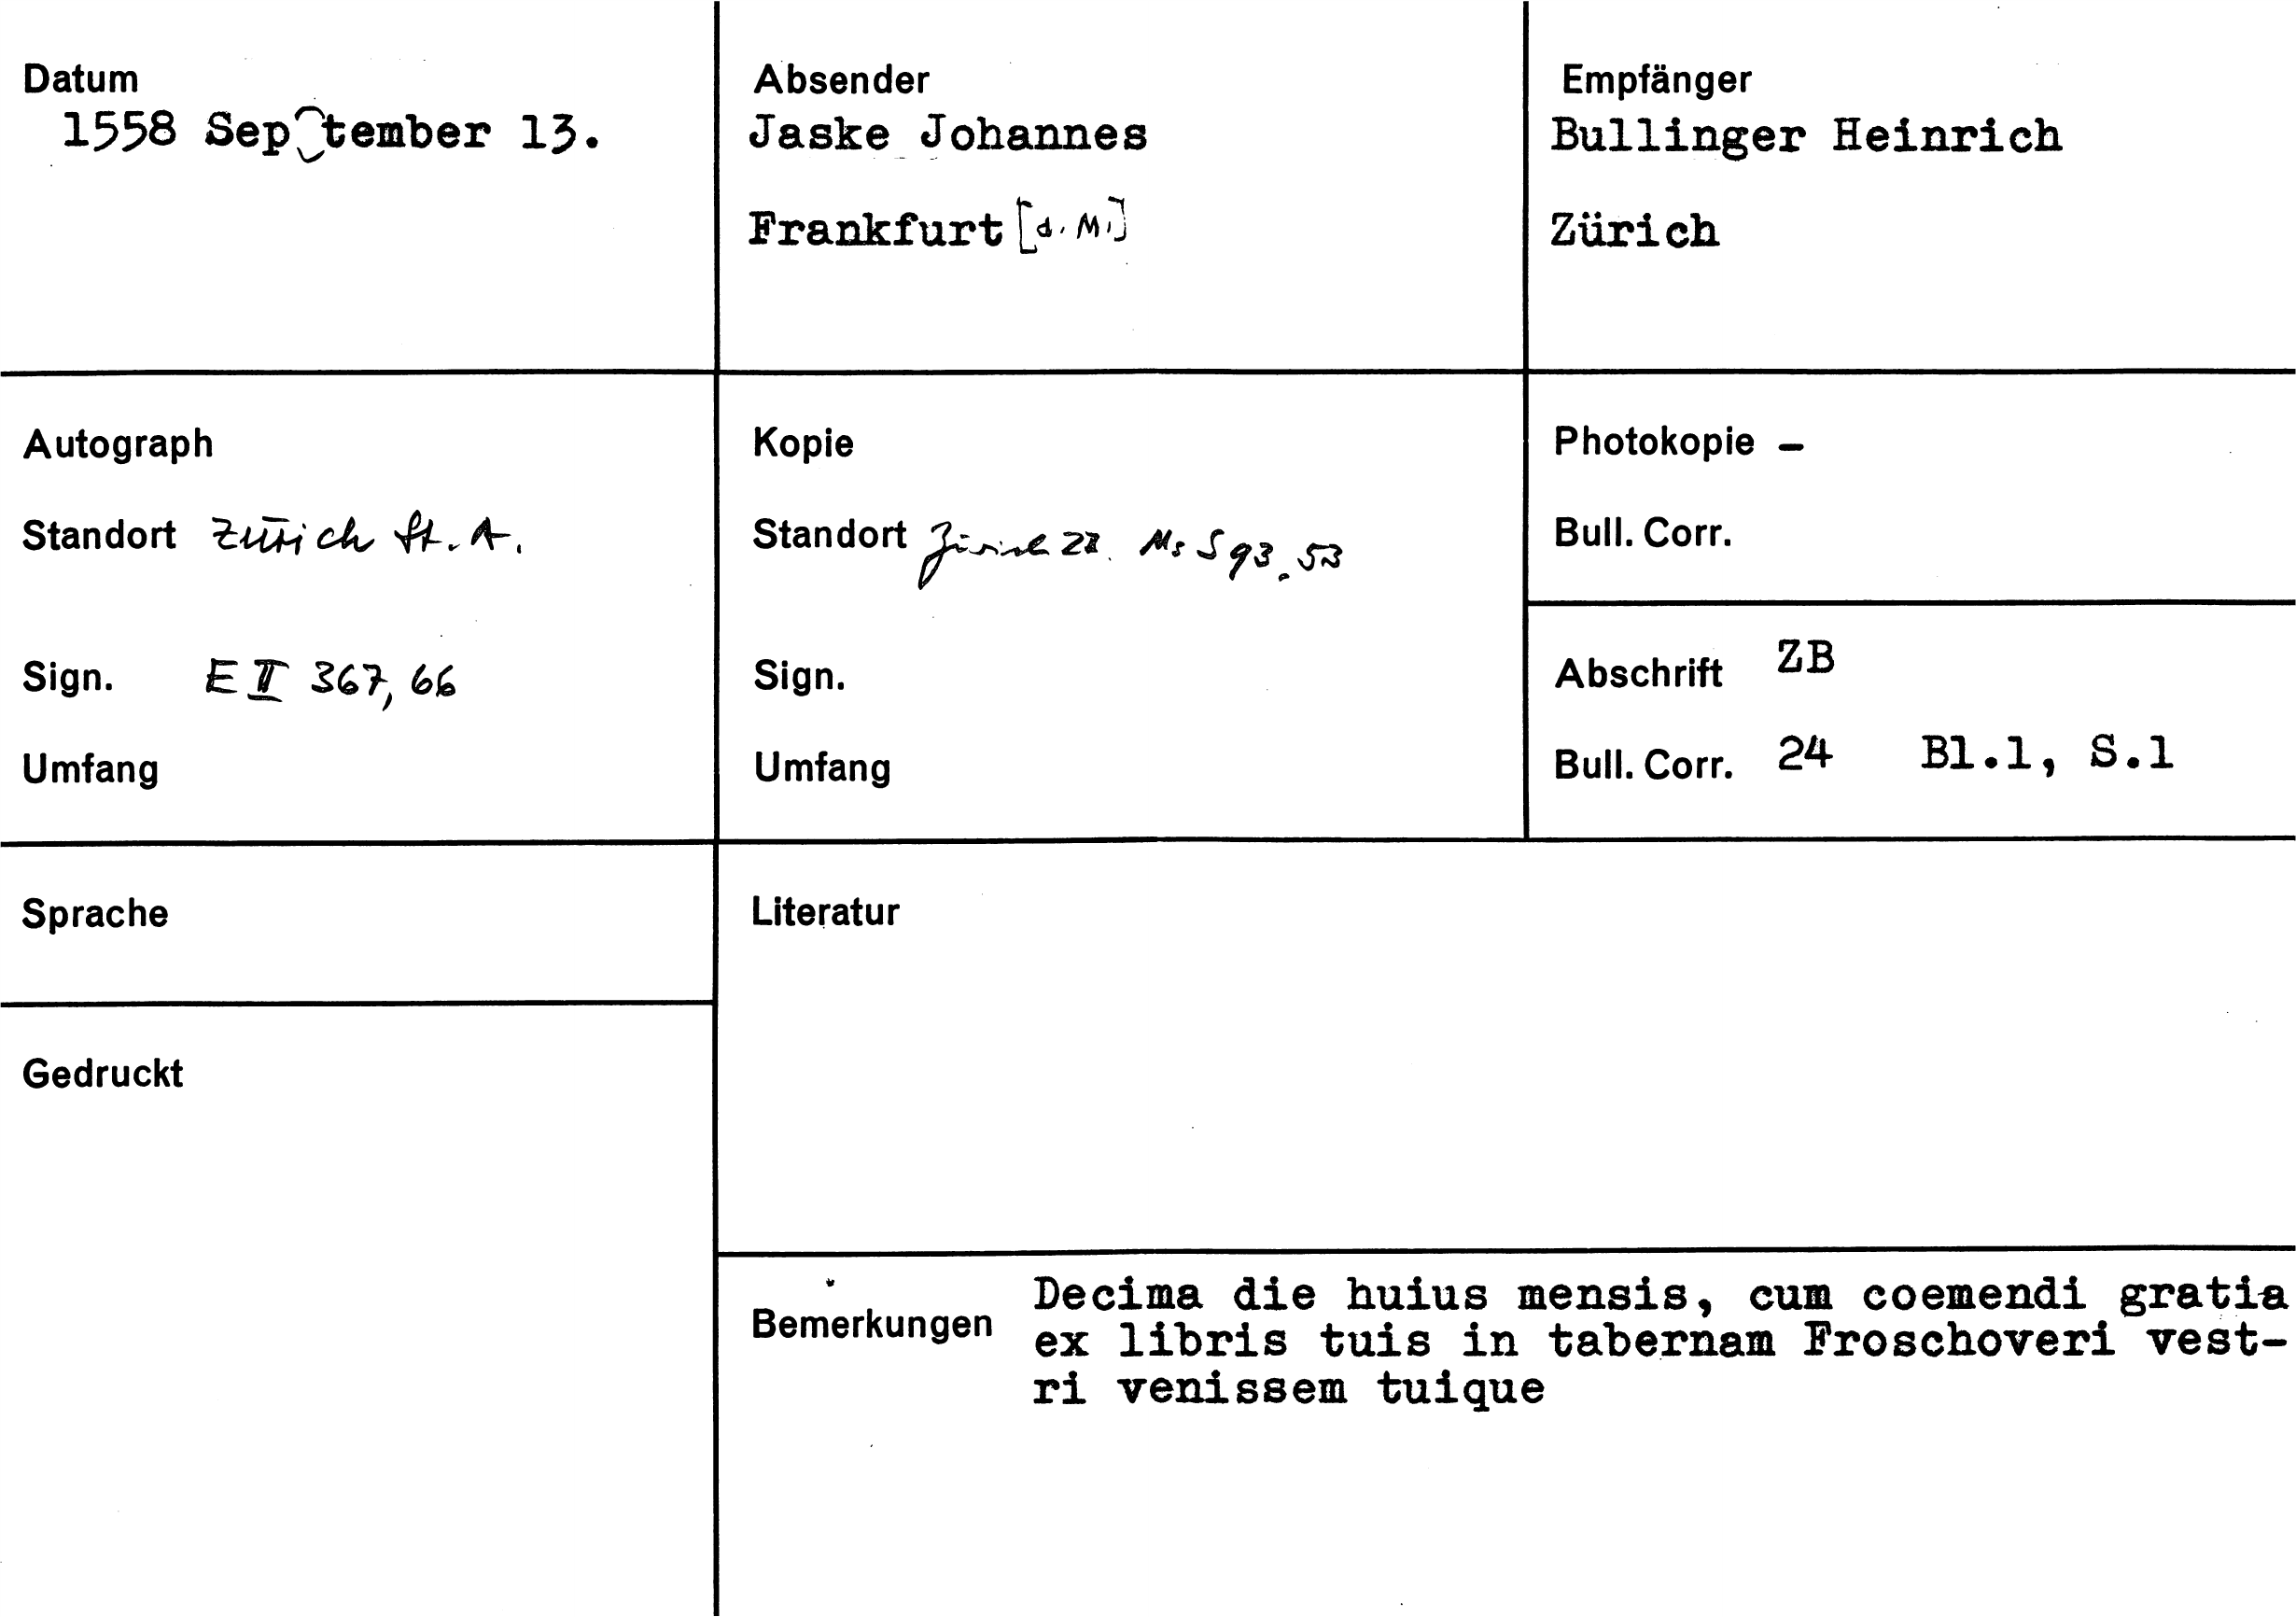 Datum
1558 September 13.
Absender
Jaske Johannes
Frankfurt [a. M.]
Empfänger
Bullinger Heinrich
Zürich
Autograph
Standort Zürich St. A.
Sign. E II 367, 66
Umfang
Kopie
Standort Zürich ZB. Ms S 93.53
Sign.
Umfang
Photokopie -
Bull. Corr.
Abschrift ZB
Bull. Corr. 24 Bl.1, S.1
Sprache
Literatur
Gedruckt
Bemerkungen Decima die huius mensis, cum coemendi gratia
ex libris tuis in tabernam Froschoveri vest-
ri venissem tuique